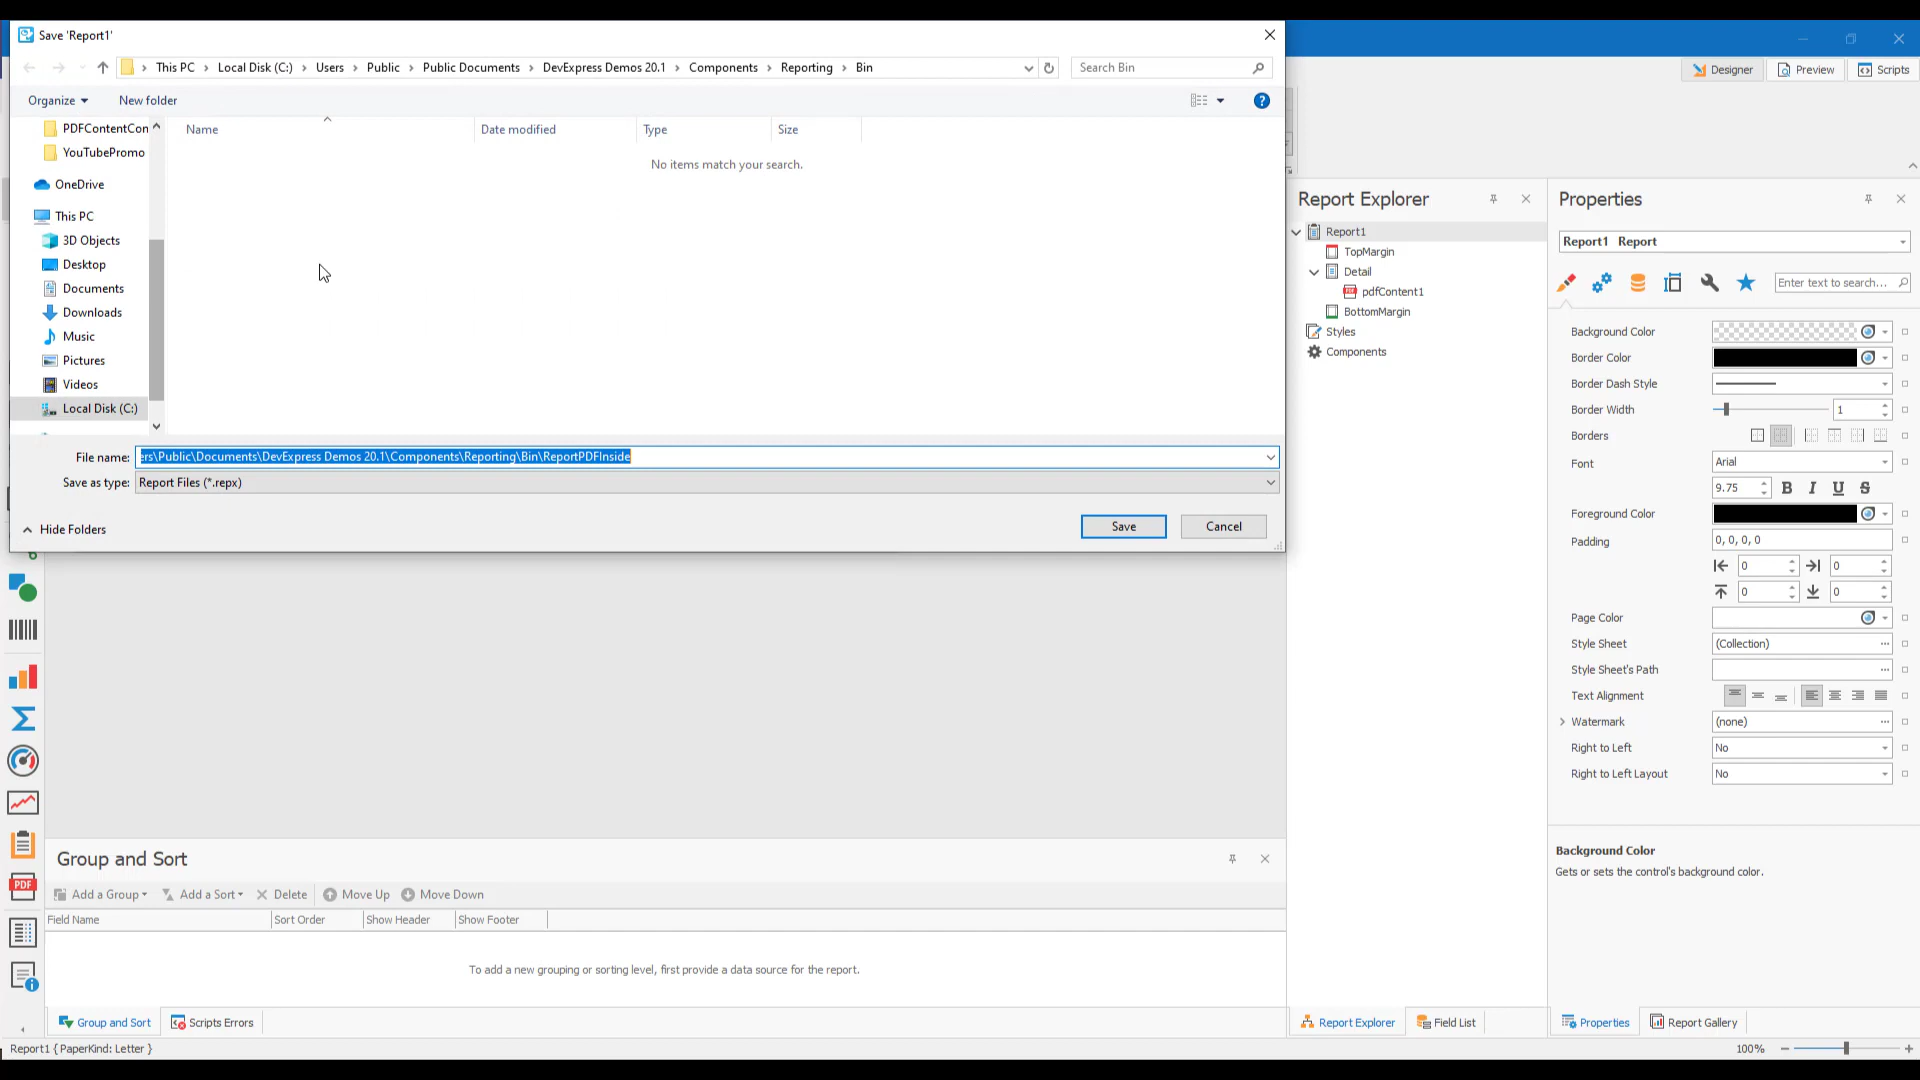 Save 'Report1'
This PC
Local Disk (C:)
Users
Public
Public Documents
DevExpress Demos 20.1
Components
Reporting
Bin
Search Bin
Organize
New folder
Name
Date modified
Type
Size
No items match your search.
PDFContentCon
YouTubePromo
OneDrive
This PC
3D Objects
Desktop
Documents
Downloads
Music
Pictures
Videos
Local Disk (C:)
File name:
ers\Public\Documents\DevExpress Demos 20.1\Components\Reporting\Bin\ReportPDFInside
Save as type:
Report Files (*.repx)
Hide Folders
Save
Cancel
Designer
Preview
Scripts
Report Explorer
Report1
TopMargin
Detail
pdfContent1
BottomMargin
Styles
Components
Properties
Report1 Report
Enter text to search...
Background Color
Border Color
Border Dash Style
Border Width
1
Borders
Font
Arial
9.75
B I U S
Foreground Color
Padding
0, 0, 0, 0
0
0
0
0
Page Color
Style Sheet
(Collection)
Style Sheet's Path
Text Alignment
Watermark
(none)
Right to Left
No
Right to Left Layout
No
Background Color
Gets or sets the control's background color.
PDF
Group and Sort
Add a Group
Add a Sort
Delete
Move Up
Move Down
Field Name
Sort Order
Show Header
Show Footer
To add a new grouping or sorting level, first provide a data source for the report.
Group and Sort
Scripts Errors
Report Explorer
Field List
Properties
Report Gallery
Report1 { PaperKind: Letter }
100%